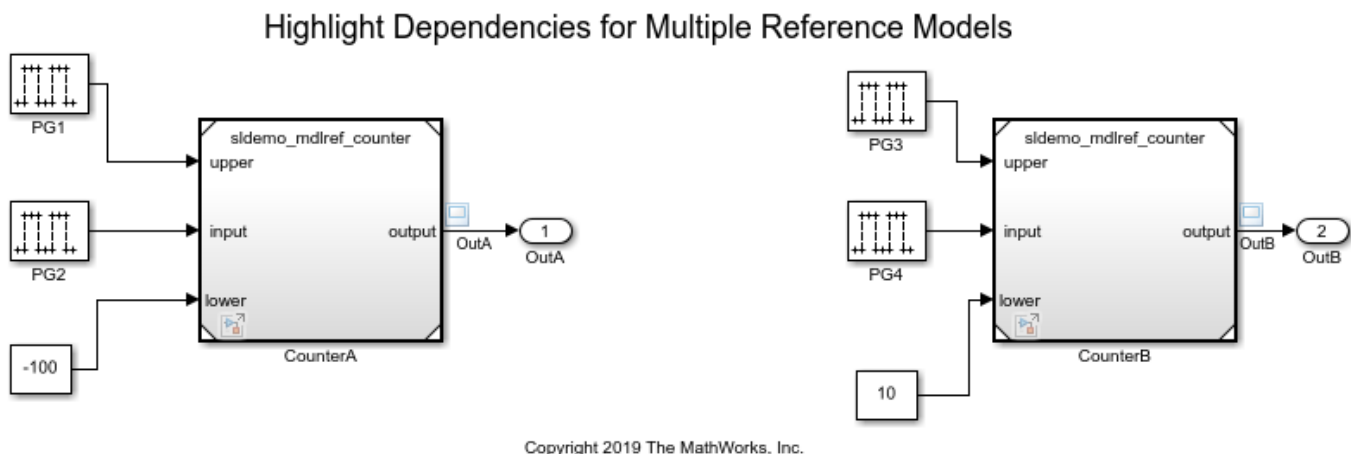 Highlight Dependencies for Multiple Reference Models
PG1
sldemo_mdlref_counter
upper
PG2
input
output
OutA
1
OutA
lower
-100
CounterA
PG3
sldemo_mdlref_counter
upper
PG4
input
output
OutB
2
OutB
lower
10
CounterB
Copyright 2019 The MathWorks, Inc.